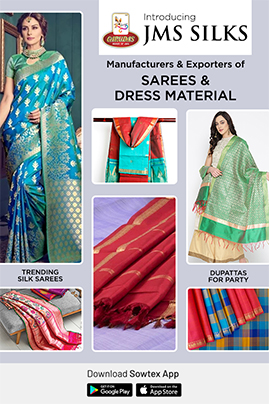 Introducing
JMS SILKS
Manufacturers & Exporters of
SAREES &
DRESS MATERIAL
TRENDING
SILK SAREES
DUPATTAS
FOR PARTY
Download Sowtex App
GET IT ON
Google Play
Download on the
App Store